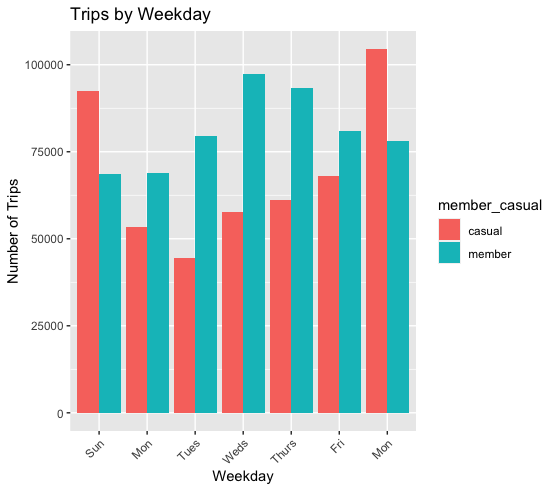 Trips by Weekday
Number of Trips
100000
75000
50000
25000
0
Sun
Mon
Tues
Weds
Thurs
Fri
Mon
Weekday
member_casual
casual
member